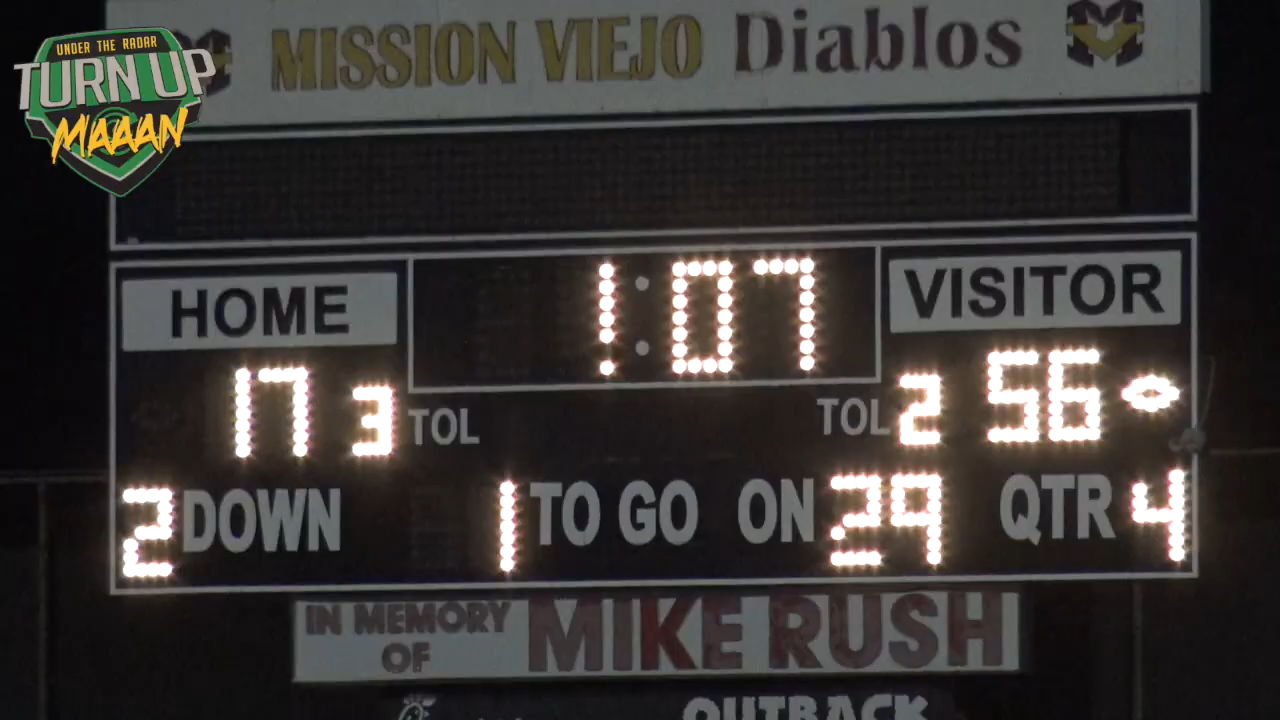 UNDER THE RADAR
TURN UP
MAAAN
MISSION VIEJO Diablos
1:07
HOME
VISITOR
17 3 TOL
TOL 2 56
2 DOWN 1 TO GO ON 29 QTR 4
IN MEMORY
OF
MIKE RUSH
OUTBACK